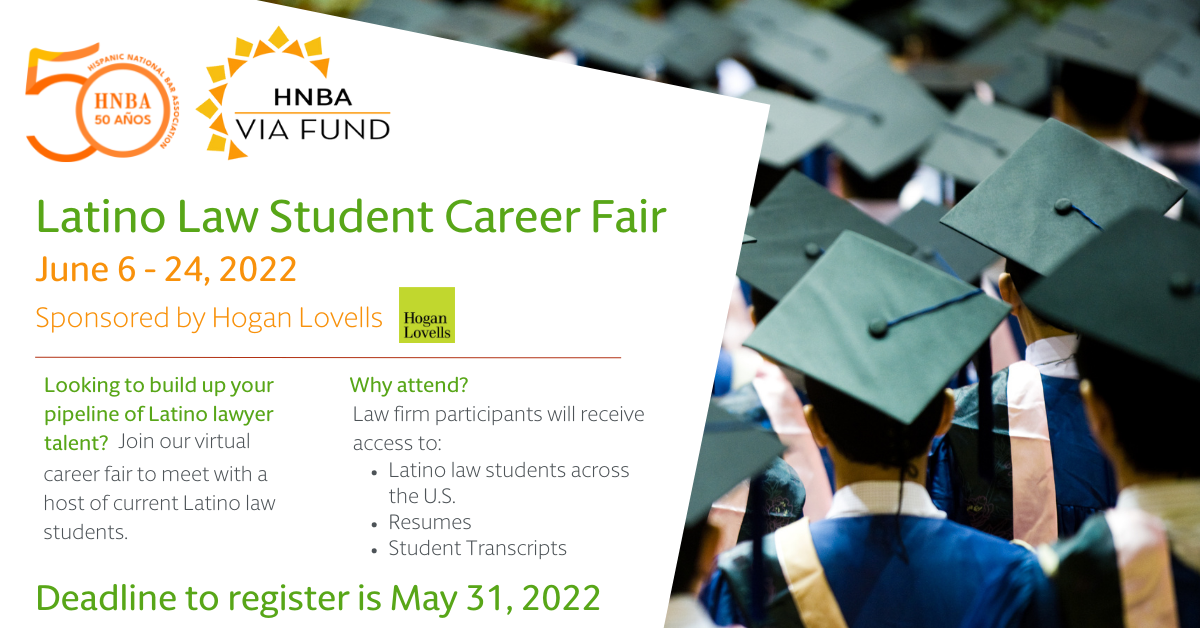 HISPANIC NATIONAL BAR ASSOCIATION
50
HNBA
50 AÑOS
HNBA
VIA FUND
Latino Law Student Career Fair
June 6 - 24, 2022
Sponsored by Hogan Lovells
Hogan
Lovells
Looking to build up your
pipeline of Latino lawyer
talent? Join our virtual
career fair to meet with a
host of current Latino law
students.
Why attend?
Law firm participants will receive
access to:
• Latino law students across
the U.S.
• Resumes
• Student Transcripts
Deadline to register is May 31, 2022